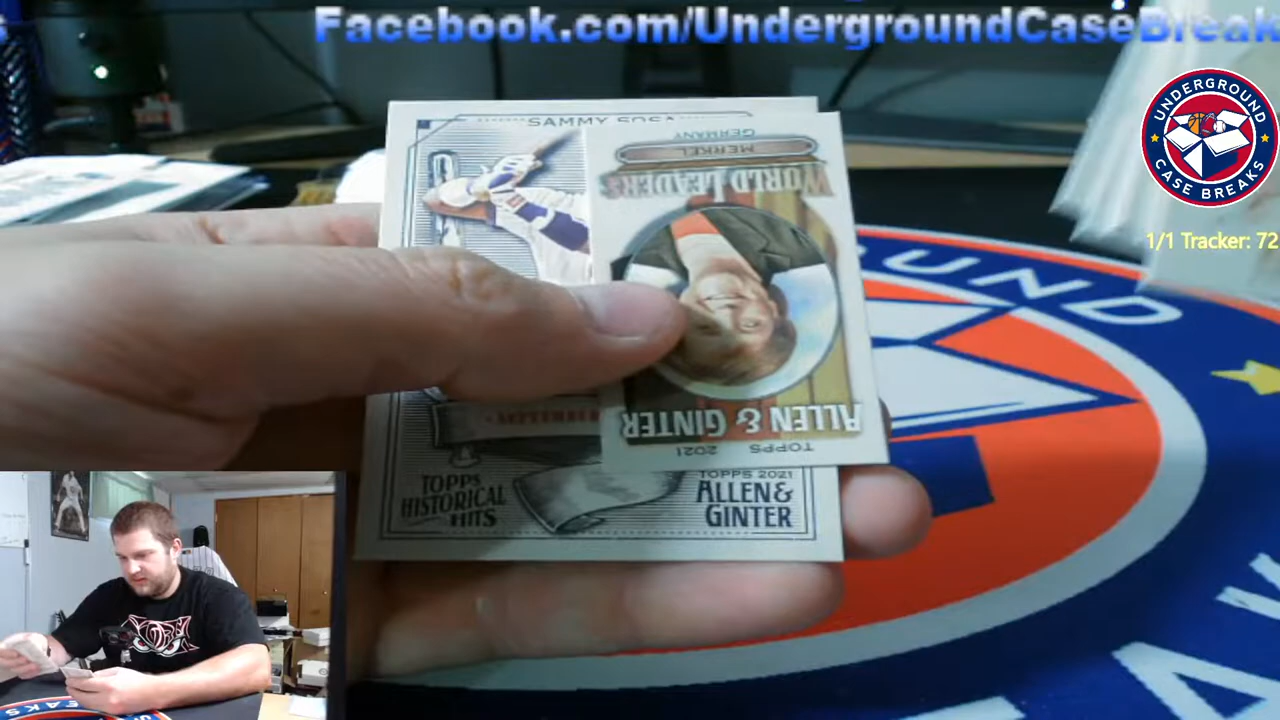 Facebook.com/UndergroundCaseBreak
UNDERGROUND
CASE BREAKS
1/1 Tracker: 72
SAMMY SOSA
GERMANY
MERKEL
WORLD LEADERS
ALLEN & GINTER
TOPPS 2021
TOPPS
HISTORICAL
HITS
TOPPS 2021
ALLEN &
GINTER
UND